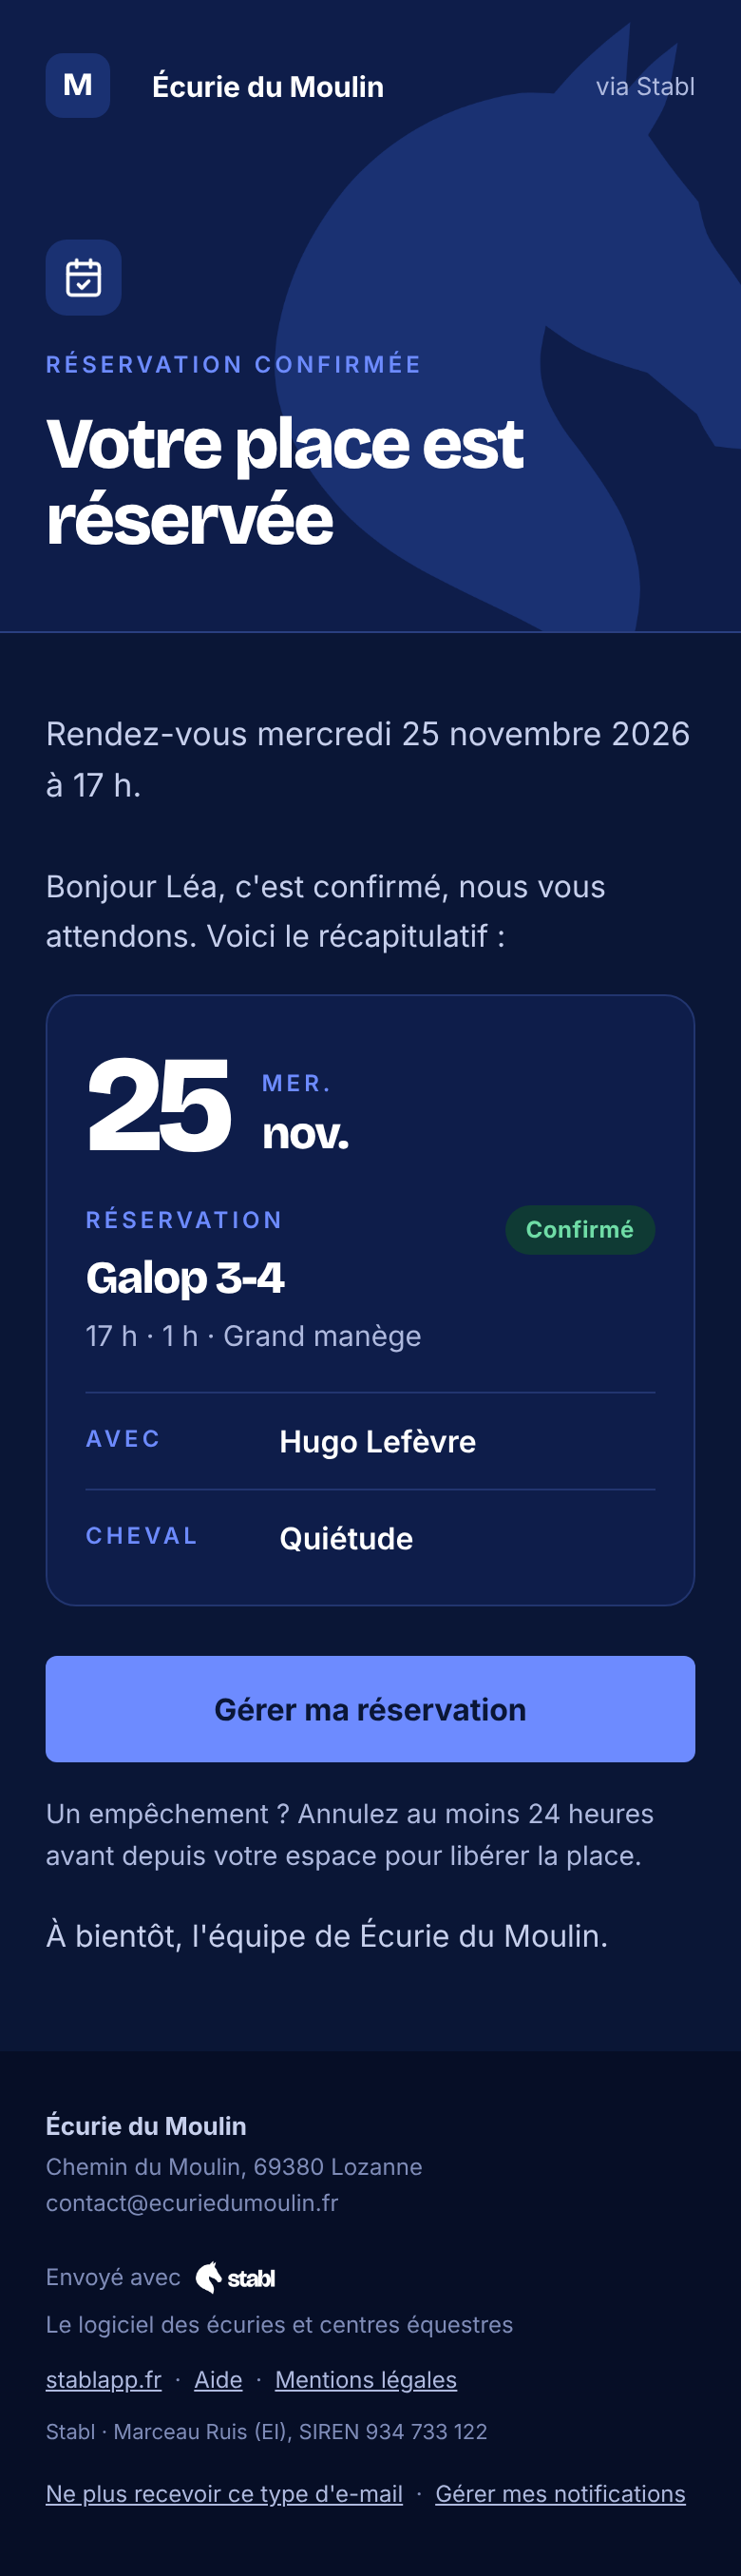 M
Écurie du Moulin
via Stabl
RÉSERVATION CONFIRMÉE
Votre place est
réservée
Rendez-vous mercredi 25 novembre 2026
à 17 h.
Bonjour Léa, c'est confirmé, nous vous
attendons. Voici le récapitulatif :
25
MER.
nov.
RÉSERVATION
Confirmé
Galop 3-4
17 h · 1 h · Grand manège
AVEC
Hugo Lefèvre
CHEVAL
Quiétude
Gérer ma réservation
Un empêchement ? Annulez au moins 24 heures
avant depuis votre espace pour libérer la place.
À bientôt, l'équipe de Écurie du Moulin.
Écurie du Moulin
Chemin du Moulin, 69380 Lozanne
contact@ecuriedumoulin.fr
Envoyé avec stabl
Le logiciel des écuries et centres équestres
stablapp.fr · Aide · Mentions légales
Stabl · Marceau Ruis (EI), SIREN 934 733 122
Ne plus recevoir ce type d'e-mail · Gérer mes notifications